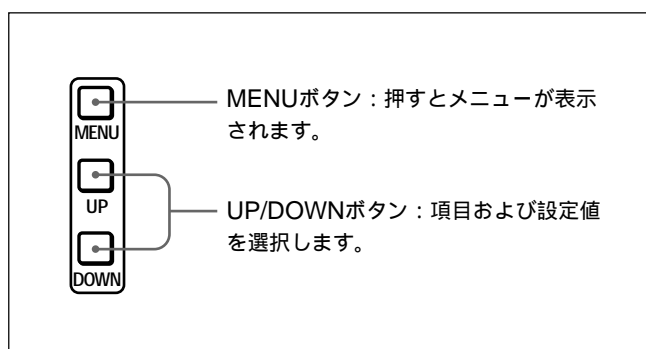 MENUボタン：押すとメニューが表示
されます。
MENU
UP
UP/DOWNボタン：項目および設定値
を選択します。
DOWN